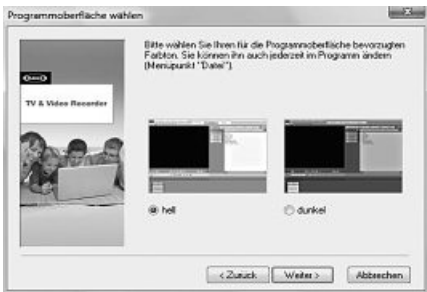 Programmoberfläche wählen
Bitte wählen Sie Ihren für die Programmoberfläche bevorzugten
Farbton. Sie können ihn auch jederzeit im Programm ändern
(Menüpunkt "Datei").
TV & Video Recorder
hell
dunkel
< Zurück
Weiter >
Abbrechen